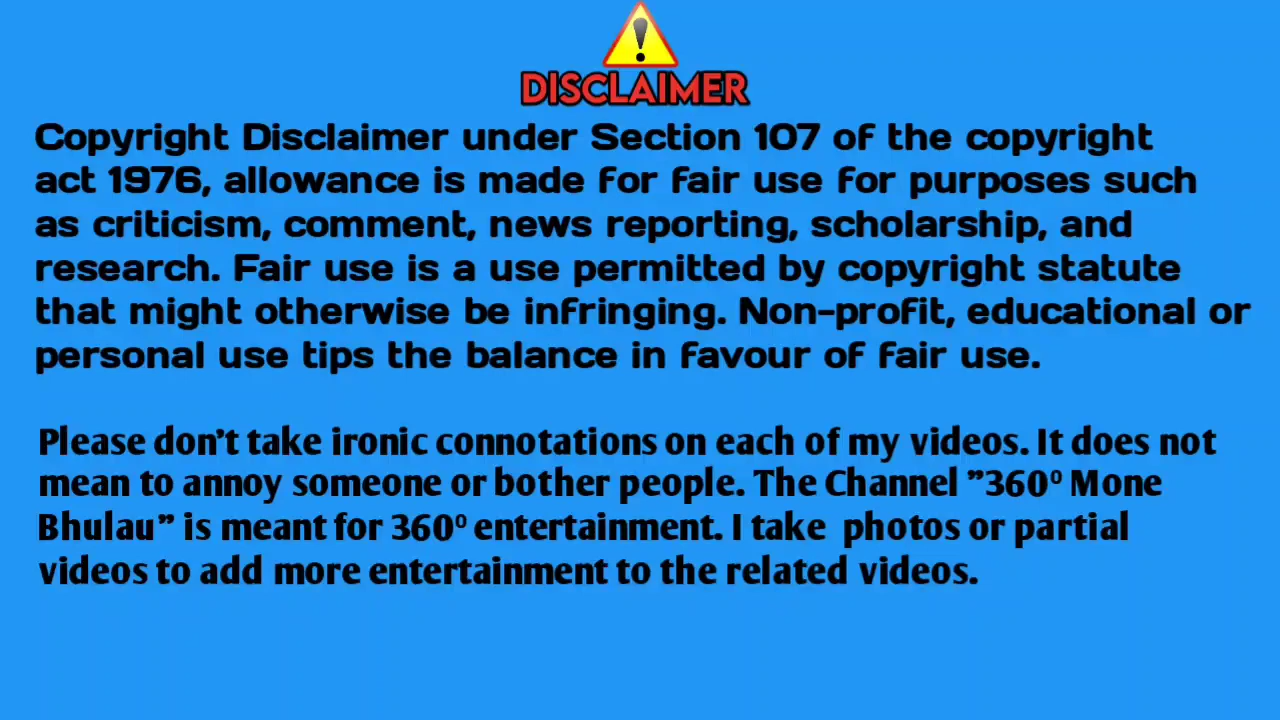 DISCLAIMER
Copyright Disclaimer under Section 107 of the copyright
act 1976, allowance is made for fair use for purposes such
as criticism, comment, news reporting, scholarship, and
research. Fair use is a use permitted by copyright statute
that might otherwise be infringing. Non-profit, educational or
personal use tips the balance in favour of fair use.
Please don't take ironic connotations on each of my videos. It does not
mean to annoy someone or bother people. The Channel "360º Mone
Bhulau" is meant for 360º entertainment. I take  photos or partial
videos to add more entertainment to the related videos.